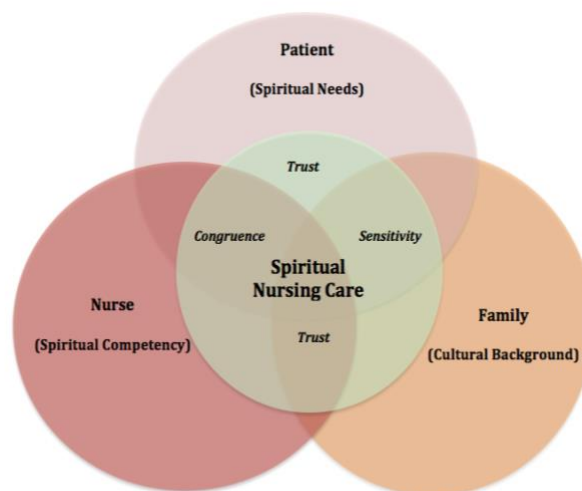 Patient
(Spiritual Needs)
Trust
Congruence
Sensitivity
Spiritual
Nursing Care
Nurse
(Spiritual Competency)
Trust
Family
(Cultural Background)